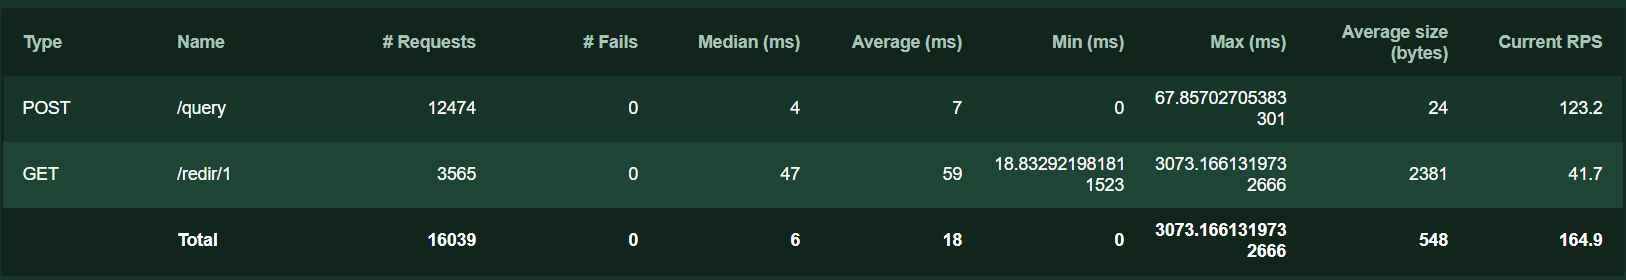 Type Name # Requests # Fails Median (ms) Average (ms) Min (ms) Max (ms) Average size (bytes) Current RPS
POST /query 12474 0 4 7 0 67.85702705383301 24 123.2
GET /redir/1 3565 0 47 59 18.832921981811523 3073.1661319732666 2381 41.7
Total 16039 0 6 18 0 3073.1661319732666 548 164.9